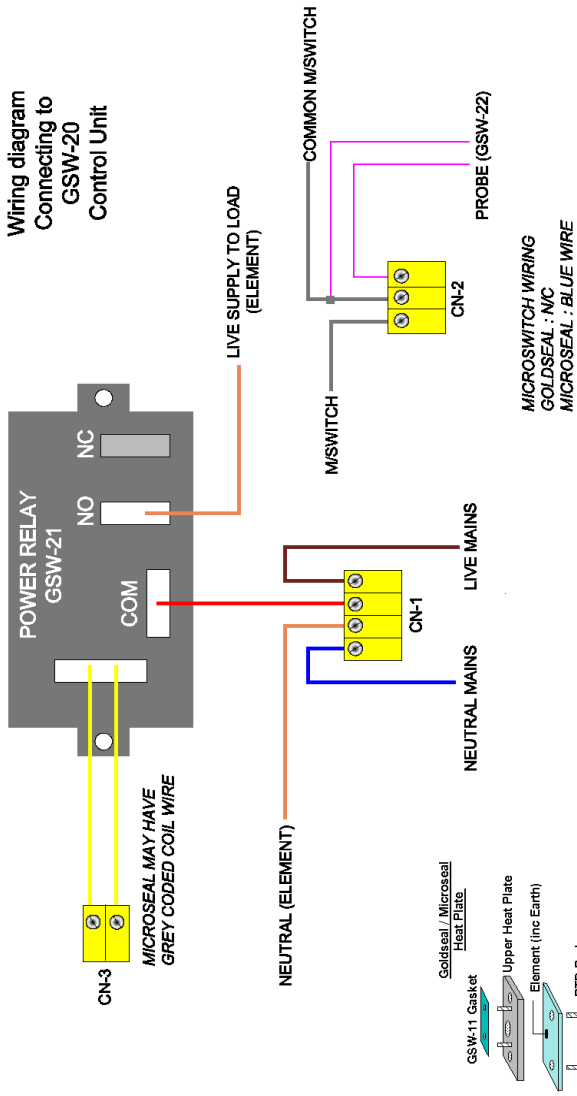 Wiring diagram
Connecting to
GSW-20
Control Unit
POWER RELAY
GSW-21
COM
NO
NC
CN-3
MICROSEAL MAY HAVE
GREY CODED COIL WIRE
LIVE SUPPLY TO LOAD
(ELEMENT)
NEUTRAL (ELEMENT)
CN-1
NEUTRAL MAINS
LIVE MAINS
M/SWITCH
COMMON M/SWITCH
CN-2
PROBE (GSW-22)
MICROSWITCH WIRING
GOLDSEAL : N/C
MICROSEAL : BLUE WIRE
Goldseal / Microseal
Heat Plate
GSW-11 Gasket
Upper Heat Plate
Element (inc Earth)